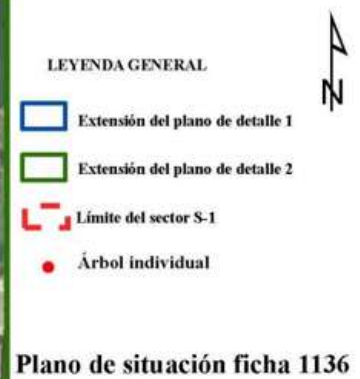 N
LEYENDA GENERAL
Extensión del plano de detalle 1
Extensión del plano de detalle 2
Límite del sector S-1
Árbol individual
Plano de situación ficha 1136